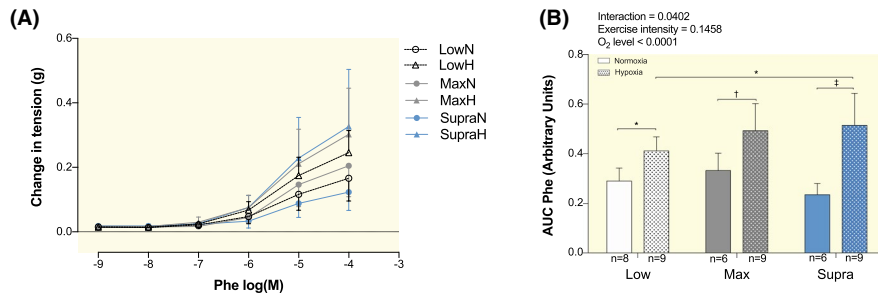 (A)
0.6
0.4
0.2
0.0
Change in tension (g)
-9 -8 -7 -6 -5 -4 -3
Phe log(M)
LowN
LowH
MaxN
MaxH
SupraN
SupraH
(B)
Interaction = 0.0402
Exercise intensity = 0.1458
O2 level < 0.0001
0.8
0.6
0.4
0.2
0.0
AUC Phe (Arbitrary Units)
Normoxia
Hypoxia
*
* † ‡
n=8 n=9 n=6 n=9 n=6 n=9
Low Max Supra